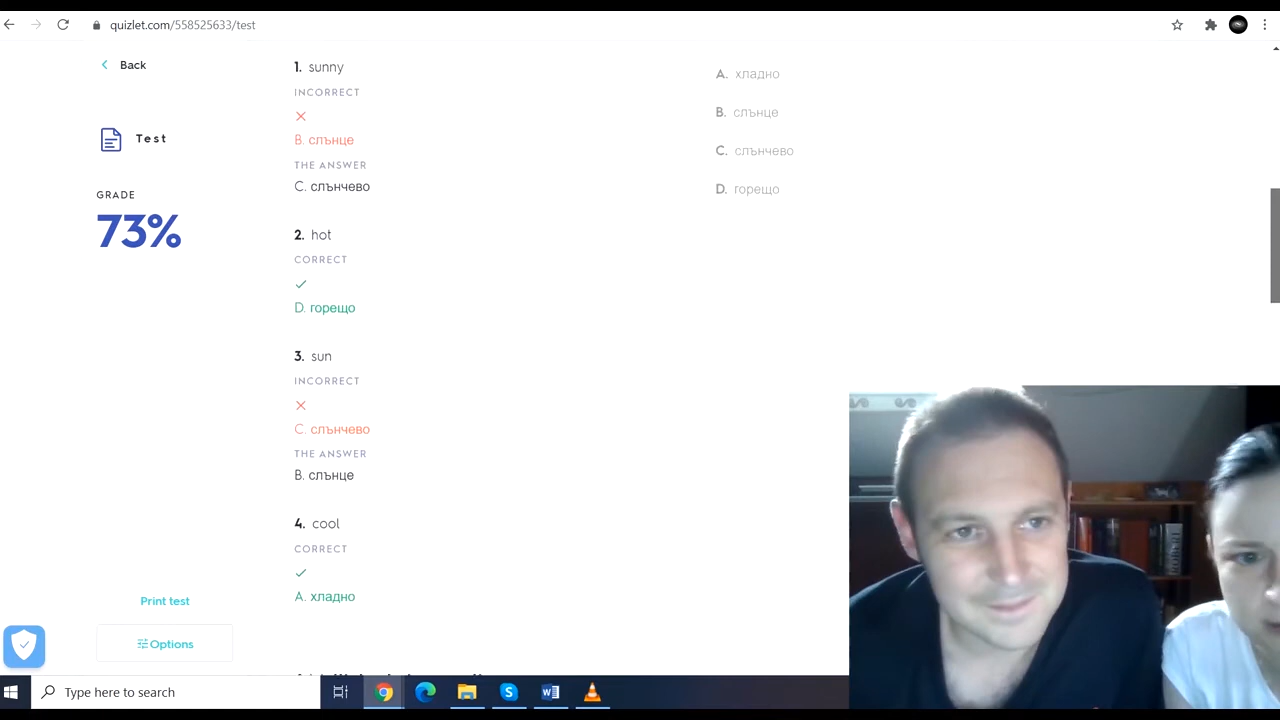 quizlet.com/558525633/test
Back
Test
GRADE
73%
1. sunny
INCORRECT
B. слънце
THE ANSWER
C. слънчево
2. hot
CORRECT
D. горещо
3. sun
INCORRECT
C. слънчево
THE ANSWER
B. слънце
4. cool
CORRECT
A. хладно
A. хладно
B. слънце
C. слънчево
D. горещо
Print test
Options
Type here to search